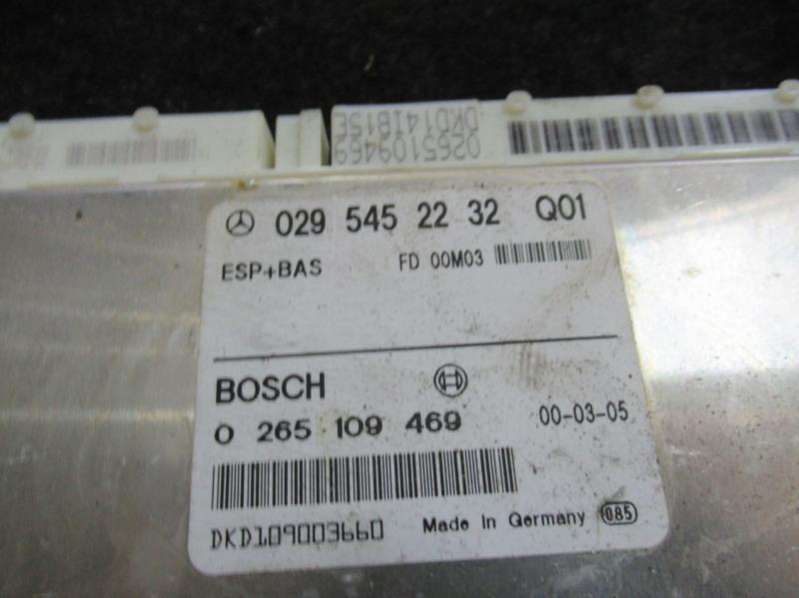 0265109469
DKD141B15E
029 545 22 32 Q01
ESP+BAS FD 00M03
BOSCH
0 265 109 469 00-03-05
DKD109003660 Made in Germany 085